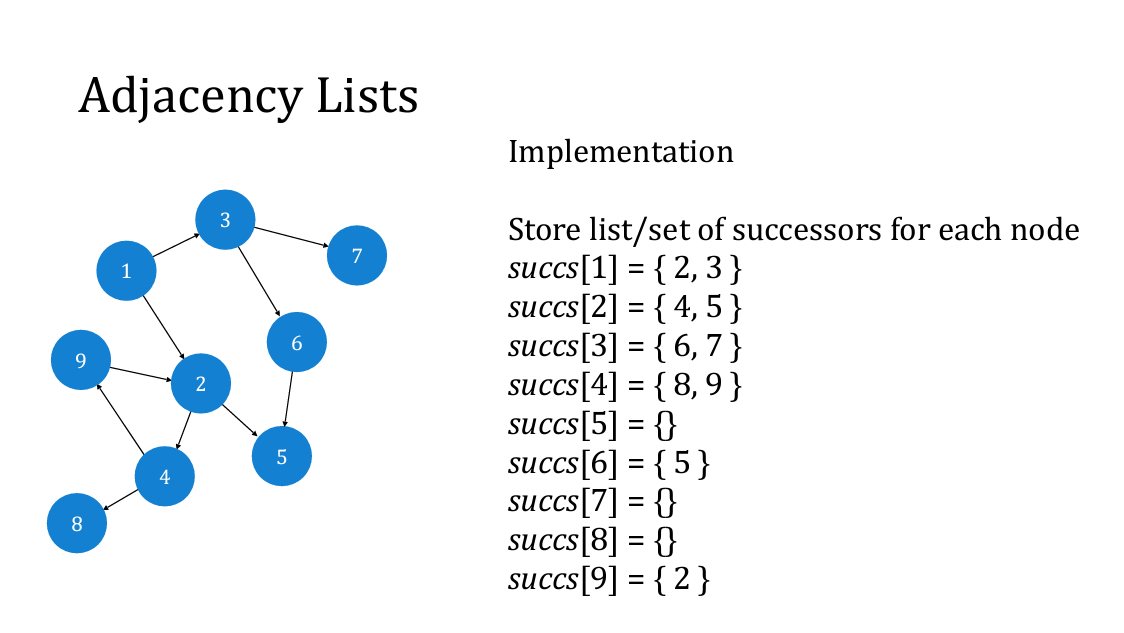 Adjacency Lists
Implementation
Store list/set of successors for each node
succs[1] = { 2, 3 }
succs[2] = { 4, 5 }
succs[3] = { 6, 7 }
succs[4] = { 8, 9 }
succs[5] = {}
succs[6] = { 5 }
succs[7] = {}
succs[8] = {}
succs[9] = { 2 }
3
7
1
6
9
2
5
4
8